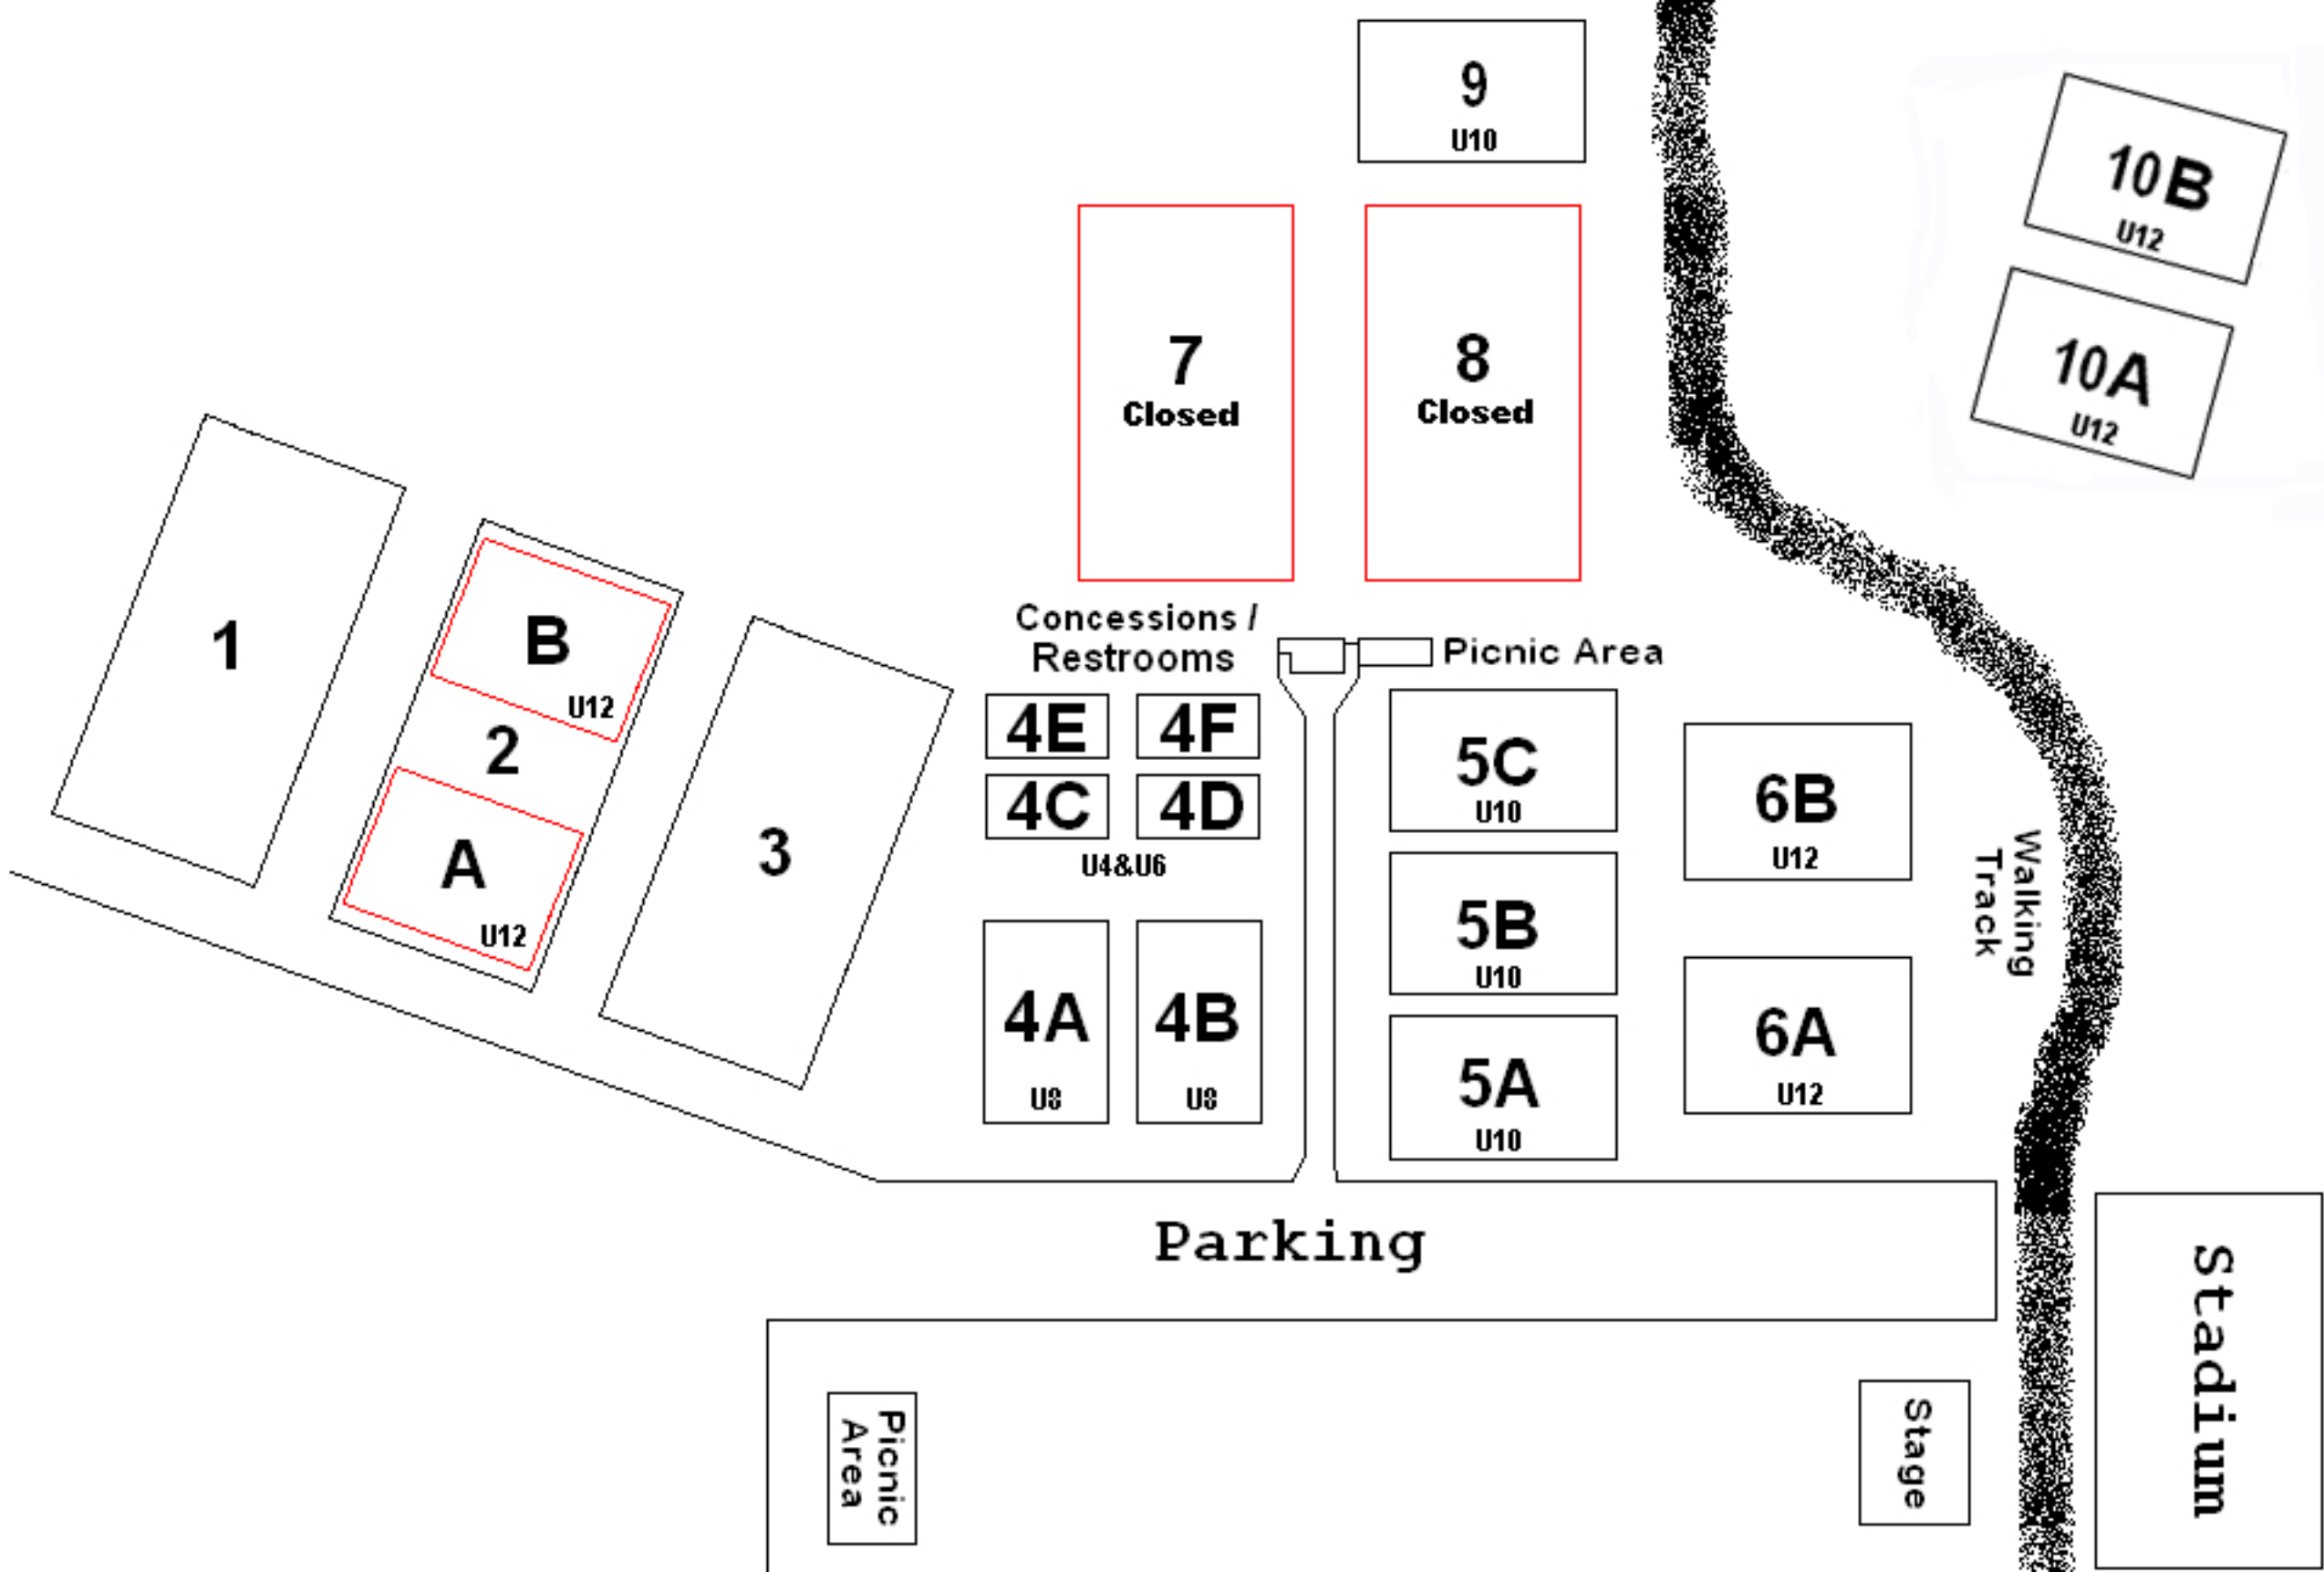 9
U10
10B
U12
10A
U12
7
Closed
8
Closed
1
B
U12
2
A
U12
3
Concessions /
Restrooms
Picnic Area
4E
4F
4C
4D
U4&U6
4A
U8
4B
U8
5C
U10
5B
U10
5A
U10
6B
U12
6A
U12
Walking
Track
Parking
Picnic
Area
Stage
Stadium